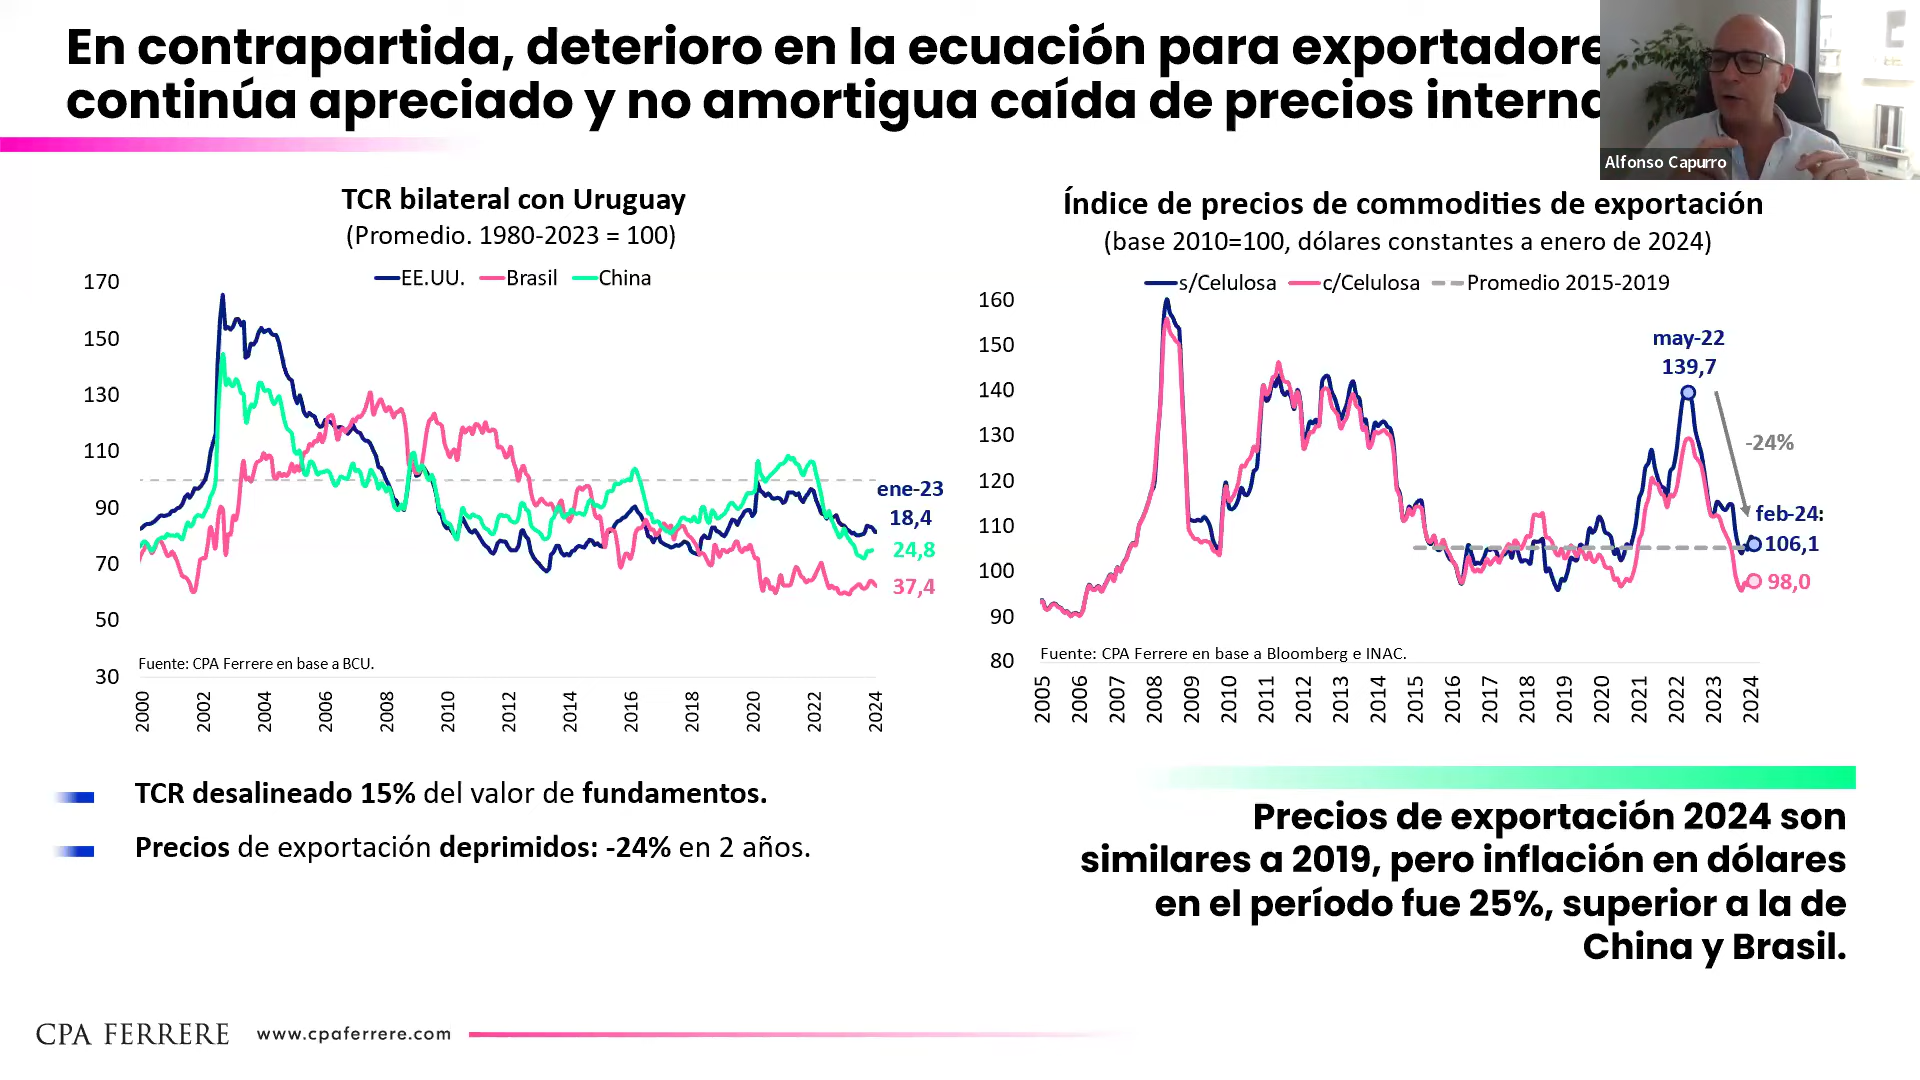 En contrapartida, deterioro en la ecuación para
continúa apreciado y no amortigua caída de precios
Alfonso Capurro
TCR bilateral con Uruguay
(Promedio. 1980-2023 = 100)
EE.UU. Brasil China
170
150
130
110
90
70
50
30
ene-23
18,4
24,8
37,4
Fuente: CPA Ferrere en base a BCU.
2000 2002 2004 2006 2008 2010 2012 2014 2016 2018 2020 2022 2024
Índice de precios de commodities de exportación
(base 2010=100, dólares constantes a enero de 2024)
s/Celulosa c/Celulosa Promedio 2015-2019
160
150
140
130
120
110
100
90
80
may-22
139,7
-24%
feb-24:
106,1
98,0
Fuente: CPA Ferrere en base a Bloomberg e INAC.
2005 2006 2007 2008 2009 2010 2011 2012 2013 2014 2015 2016 2017 2018 2019 2020 2021 2022 2023 2024
TCR desalineado 15% del valor de fundamentos.
Precios de exportación deprimidos: -24% en 2 años.
Precios de exportación 2024 son
similares a 2019, pero inflación en dólares
en el período fue 25%, superior a la de
China y Brasil.
CPA FERRERE www.cpaferrere.com